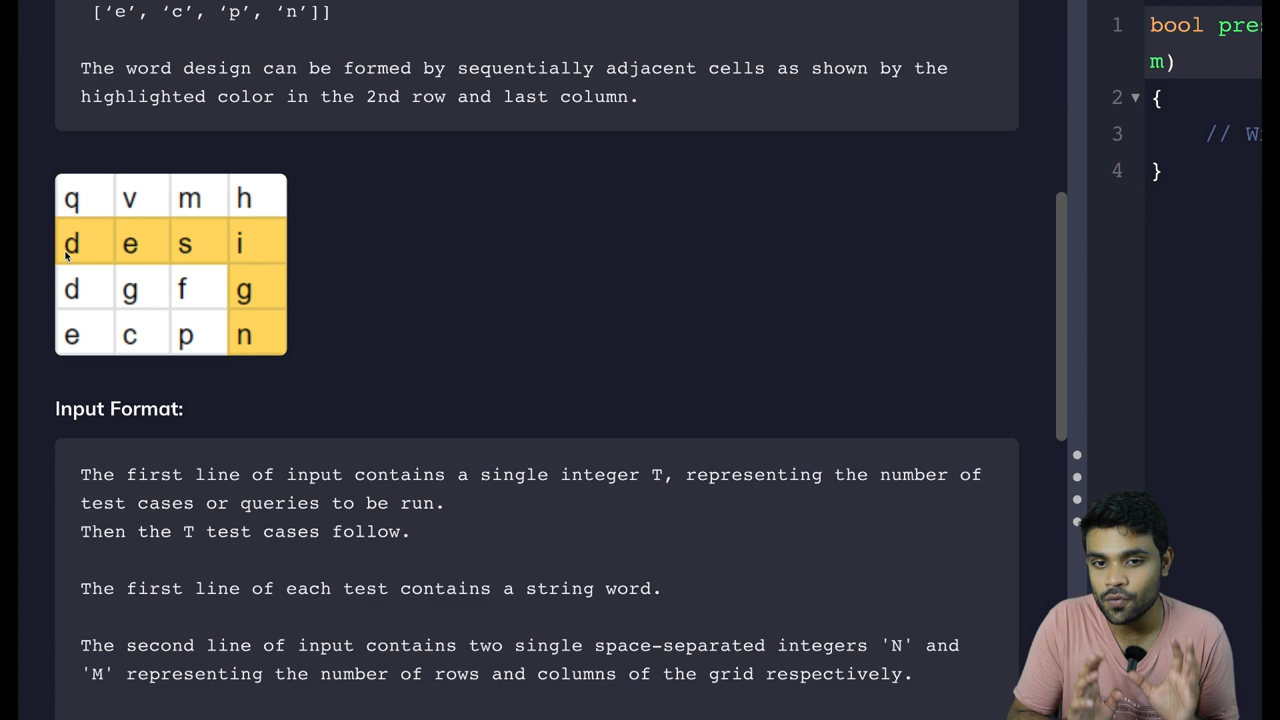 [‘e’, ‘c’, ‘p’, ‘n’]]
The word design can be formed by sequentially adjacent cells as shown by the
highlighted color in the 2nd row and last column.
q v m h
d e s i
d g f g
e c p n
Input Format:
The first line of input contains a single integer T, representing the number of
test cases or queries to be run.
Then the T test cases follow.
The first line of each test contains a string word.
The second line of input contains two single space-separated integers 'N' and
'M' representing the number of rows and columns of the grid respectively.
1 bool pres
m)
2 {
3 // W
4 }